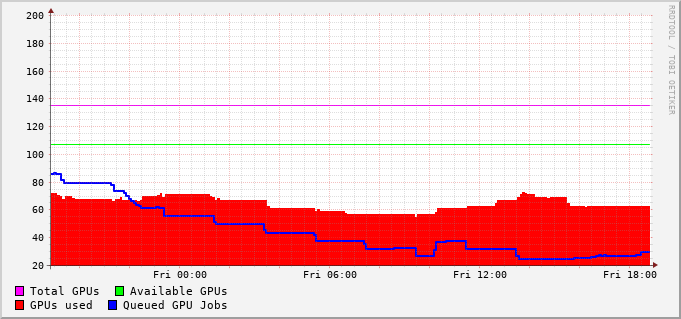 RRDTOOL / TOBI OETIKER
200
180
160
140
120
100
80
60
40
20
Fri 00:00 Fri 06:00 Fri 12:00 Fri 18:00
Total GPUs Available GPUs
GPUs used Queued GPU Jobs